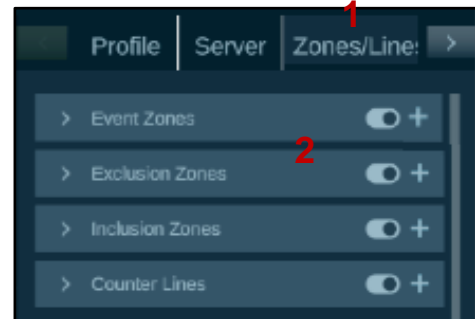 1
Profile Server Zones/Line:
Event Zones
2
Exclusion Zones
Inclusion Zones
Counter Lines